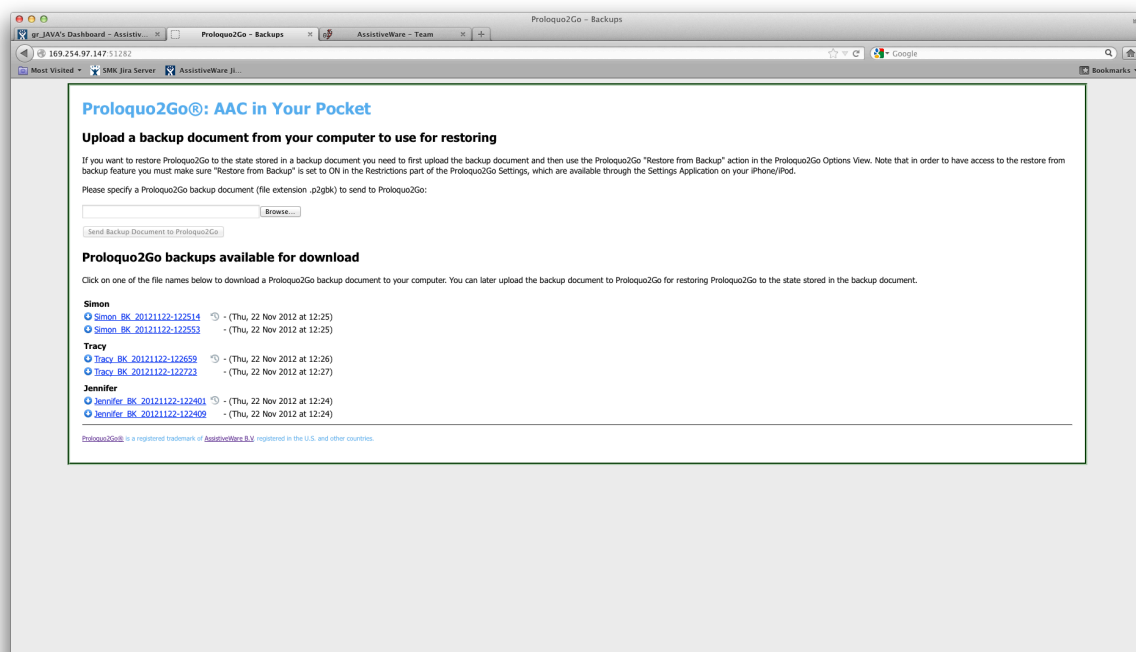 Proloquo2Go – Backups
gr_JAVA's Dashboard – Assistiv... Proloquo2Go – Backups AssistiveWare – Team
169.254.97.147:51282 Google
Most Visited SMK Jira Server AssistiveWare Ji... Bookmarks
Proloquo2Go®: AAC in Your Pocket
Upload a backup document from your computer to use for restoring
If you want to restore Proloquo2Go to the state stored in a backup document you need to first upload the backup document and then use the Proloquo2Go "Restore from Backup" action in the Proloquo2Go Options View. Note that in order to have access to the restore from
backup feature you must make sure "Restore from Backup" is set to ON in the Restrictions part of the Proloquo2Go Settings, which are available through the Settings Application on your iPhone/iPod.
Please specify a Proloquo2Go backup document (file extension .p2gbk) to send to Proloquo2Go:
Browse...
Send Backup Document to Proloquo2Go
Proloquo2Go backups available for download
Click on one of the file names below to download a Proloquo2Go backup document to your computer. You can later upload the backup document to Proloquo2Go for restoring Proloquo2Go to the state stored in the backup document.
Simon
Simon_BK_20121122-122514 - (Thu, 22 Nov 2012 at 12:25)
Simon_BK_20121122-122553 - (Thu, 22 Nov 2012 at 12:25)
Tracy
Tracy_BK_20121122-122659 - (Thu, 22 Nov 2012 at 12:26)
Tracy_BK_20121122-122723 - (Thu, 22 Nov 2012 at 12:27)
Jennifer
Jennifer_BK_20121122-122401 - (Thu, 22 Nov 2012 at 12:24)
Jennifer_BK_20121122-122409 - (Thu, 22 Nov 2012 at 12:24)
Proloquo2Go® is a registered trademark of AssistiveWare B.V. registered in the U.S. and other countries.